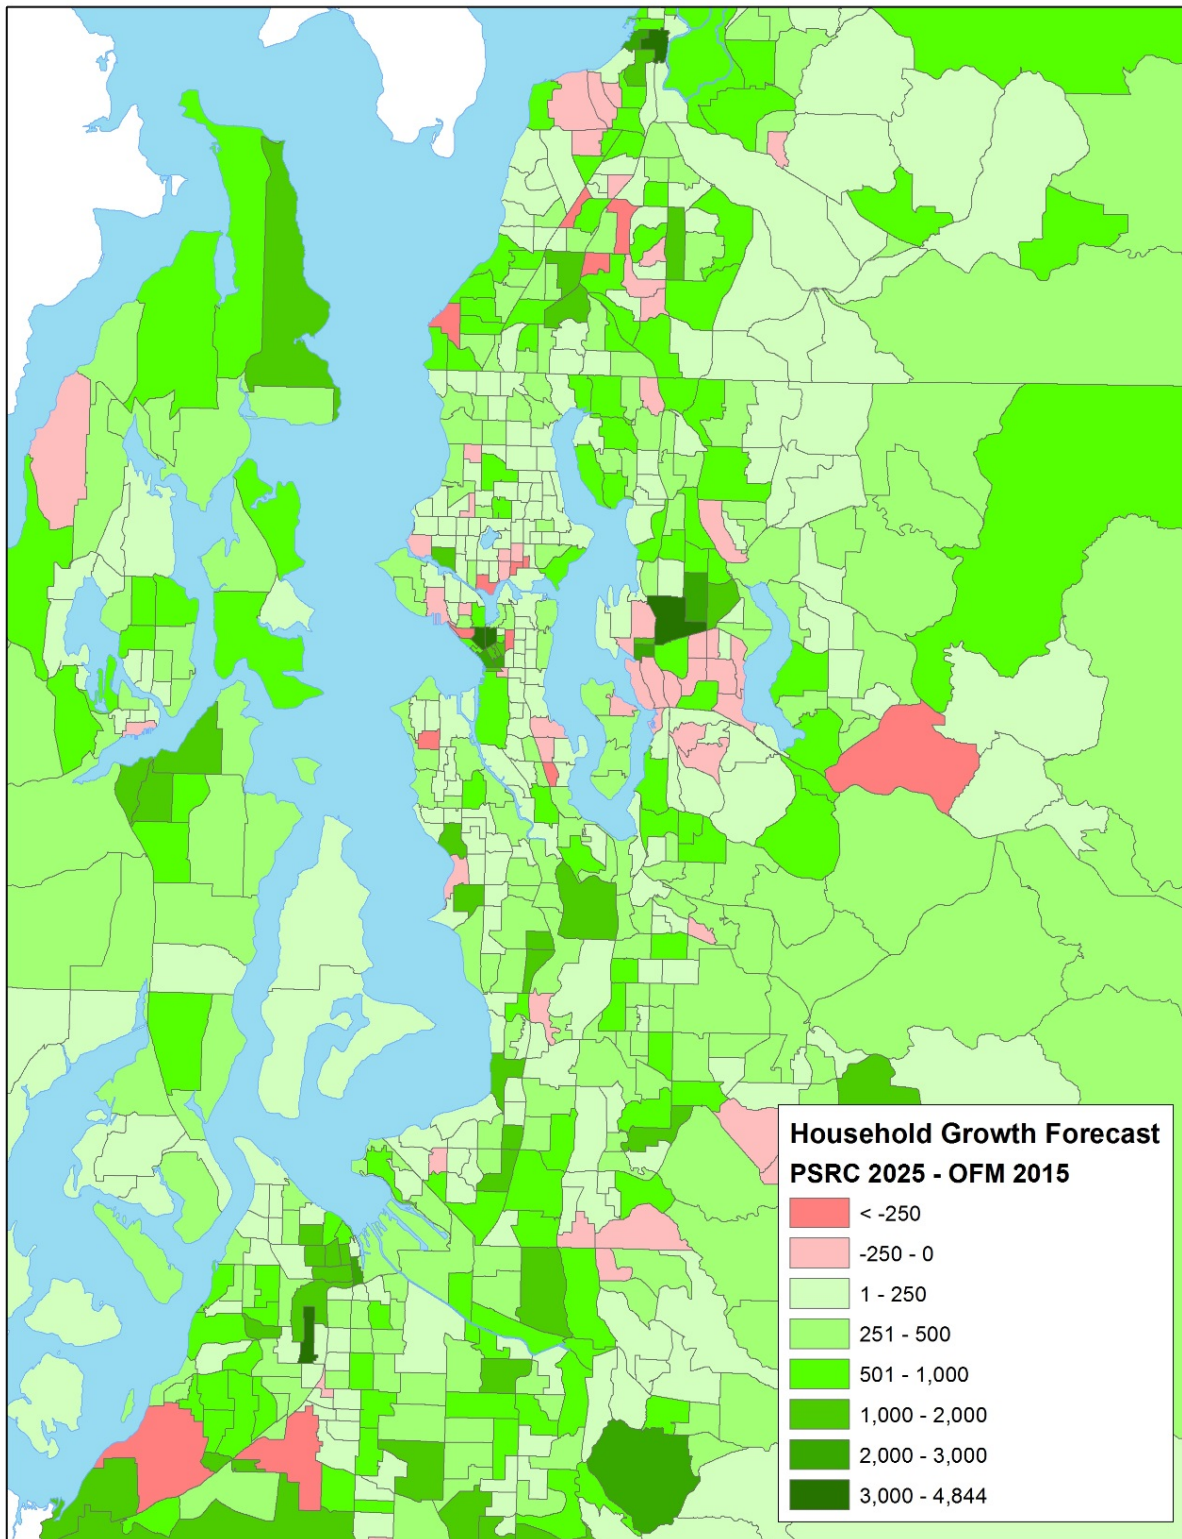 Household Growth Forecast
PSRC 2025 - OFM 2015
< -250
-250 - 0
1 - 250
251 - 500
501 - 1,000
1,000 - 2,000
2,000 - 3,000
3,000 - 4,844